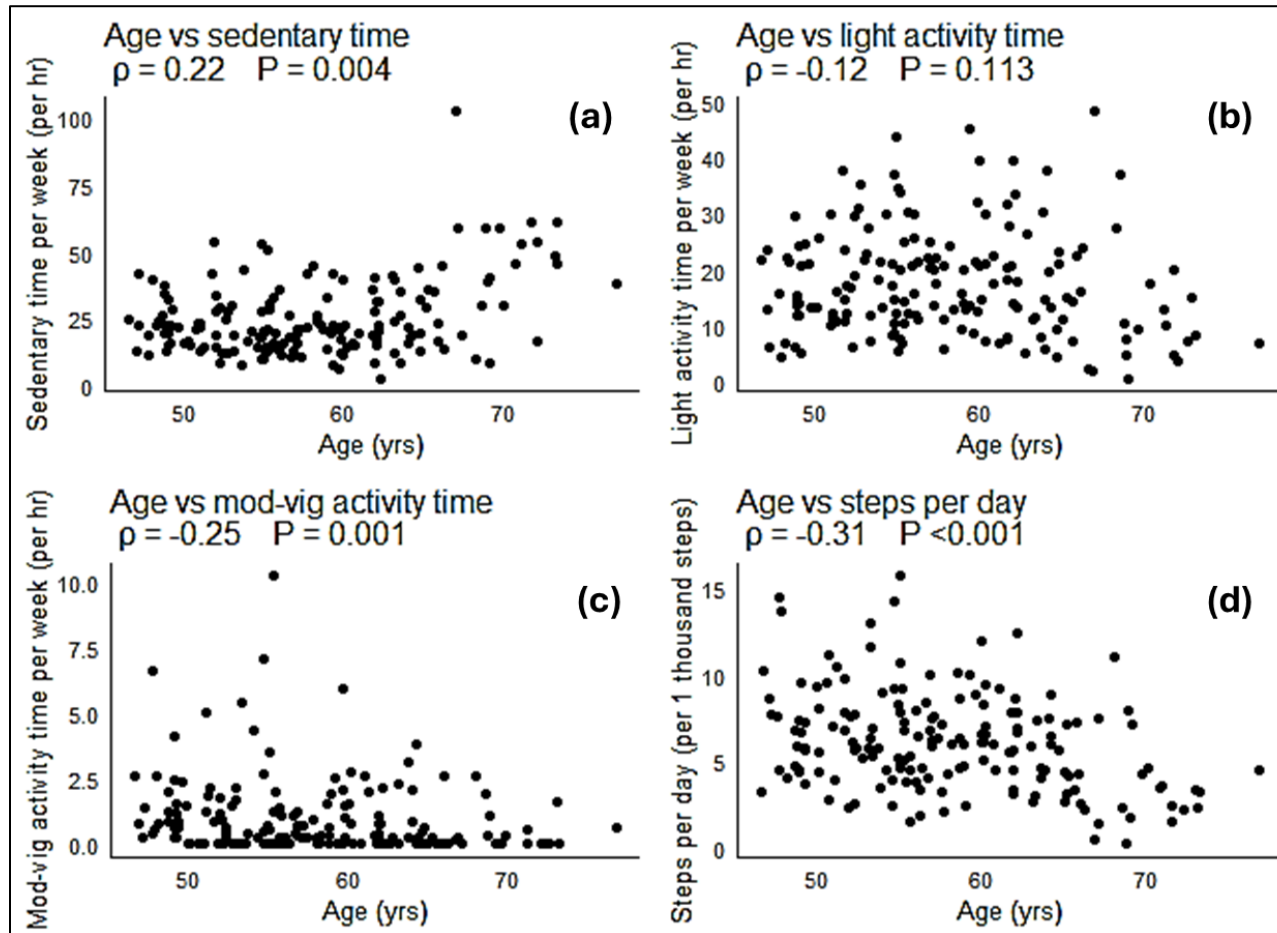 Age vs sedentary time
ρ = 0.22 P = 0.004
(a)
Sedentary time per week (per hr)
100
75
50
25
0
50 60 70
Age (yrs)
Age vs light activity time
ρ = -0.12 P = 0.113
(b)
Light activity time per week (per hr)
50
40
30
20
10
0
50 60 70
Age (yrs)
Age vs mod-vig activity time
ρ = -0.25 P = 0.001
(c)
Mod-vig activity time per week (per hr)
10.0
7.5
5.0
2.5
0.0
50 60 70
Age (yrs)
Age vs steps per day
ρ = -0.31 P <0.001
(d)
Steps per day (per 1 thousand steps)
15
10
5
0
50 60 70
Age (yrs)